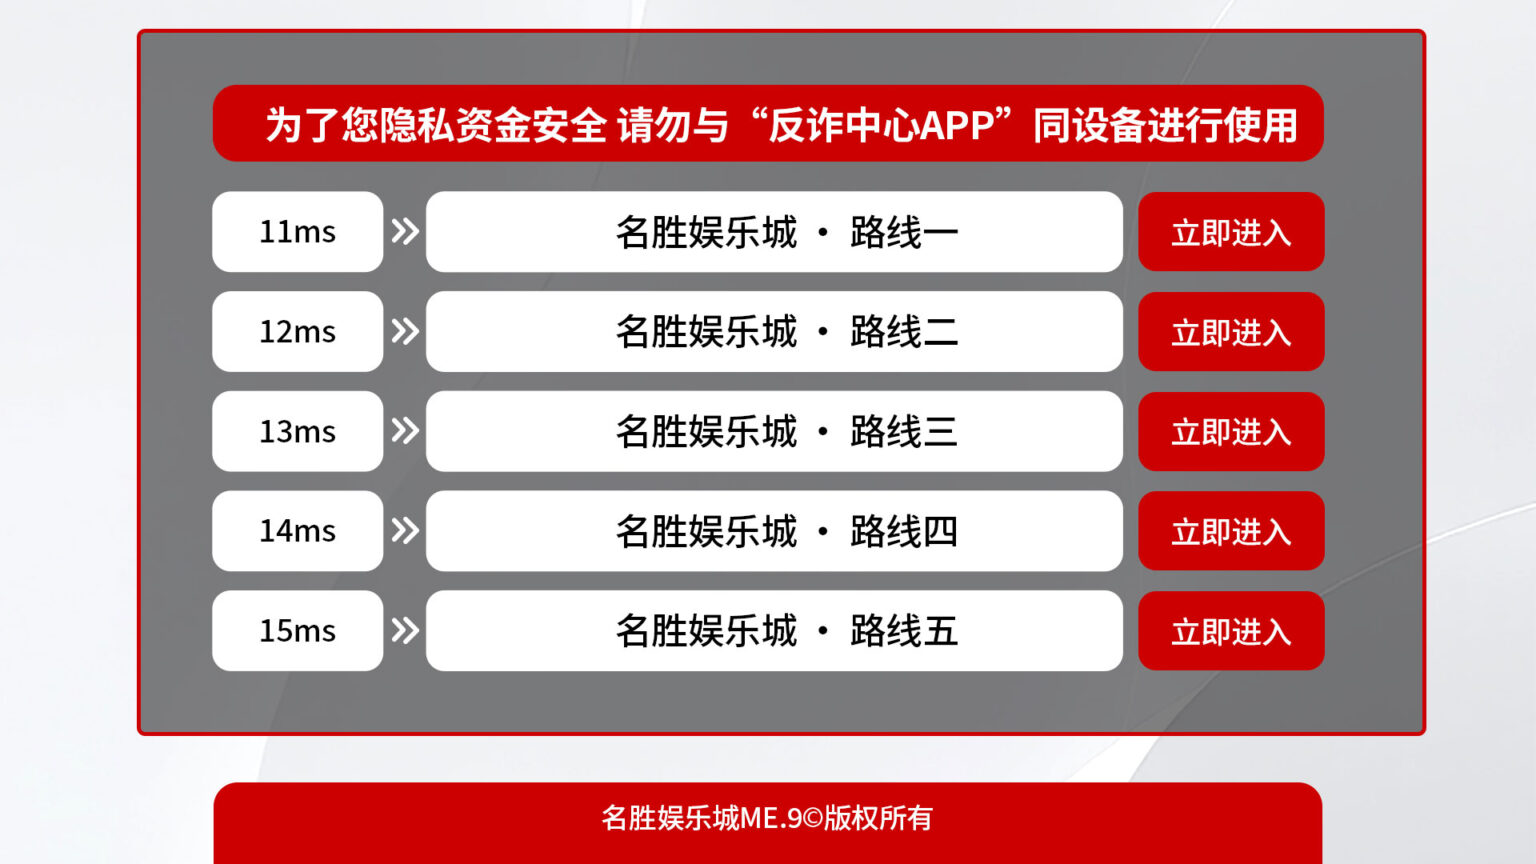 为了您隐私资金安全 请勿与“反诈中心APP”同设备进行使用
11ms 名胜娱乐城 · 路线一 立即进入
12ms 名胜娱乐城 · 路线二 立即进入
13ms 名胜娱乐城 · 路线三 立即进入
14ms 名胜娱乐城 · 路线四 立即进入
15ms 名胜娱乐城 · 路线五 立即进入
名胜娱乐城ME.9©版权所有